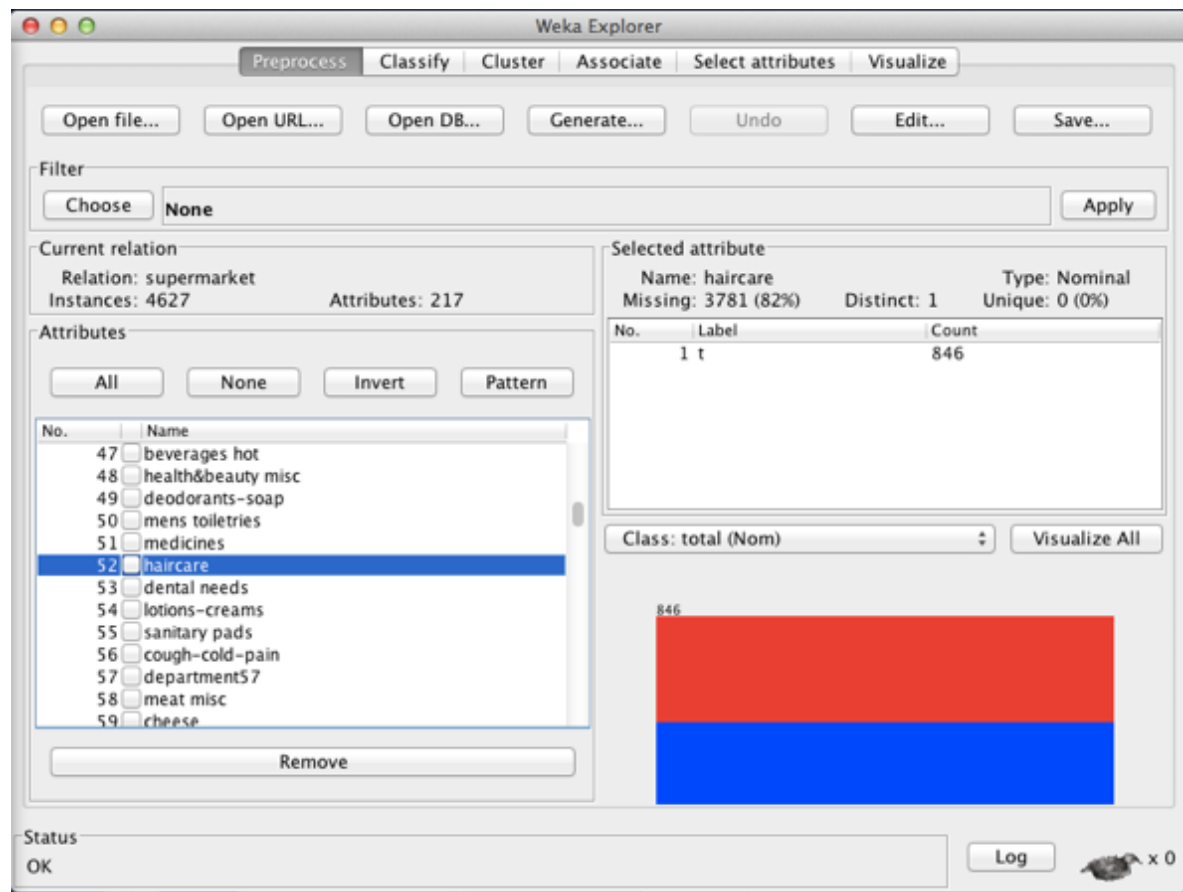 Weka Explorer
Preprocess Classify Cluster Associate Select attributes Visualize
Open file... Open URL... Open DB... Generate... Undo Edit... Save...
Filter
Choose None Apply
Current relation
Relation: supermarket
Instances: 4627 Attributes: 217
Selected attribute
Name: haircare Type: Nominal
Missing: 3781 (82%) Distinct: 1 Unique: 0 (0%)
No. Label Count
1 t 846
Attributes
All None Invert Pattern
No. Name
47 beverages hot
48 health&beauty misc
49 deodorants-soap
50 mens toiletries
51 medicines
52 haircare
53 dental needs
54 lotions-creams
55 sanitary pads
56 cough-cold-pain
57 department57
58 meat misc
59 cheese
Remove
Class: total (Nom) Visualize All
846
Status
OK
Log x 0